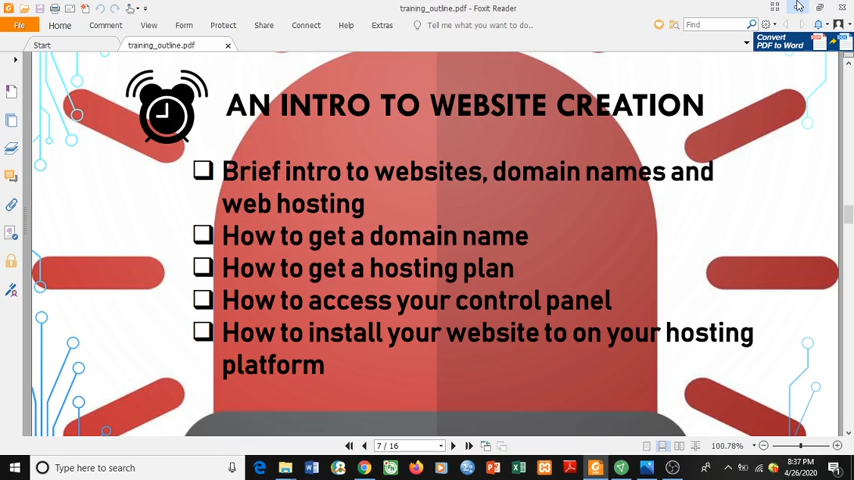 training_outline.pdf - Foxit Reader
File
Home
Comment
View
Form
Protect
Share
Connect
Help
Extras
Tell me what you want to do..
Find
Start
training_outline.pdf
Convert
PDF to Word
AN INTRO TO WEBSITE CREATION
Brief intro to websites, domain names and
web hosting
How to get a domain name
How to get a hosting plan
How to access your control panel
How to install your website to on your hosting
platform
7 / 16
100.78%
Type here to search
8:37 PM
4/26/2020